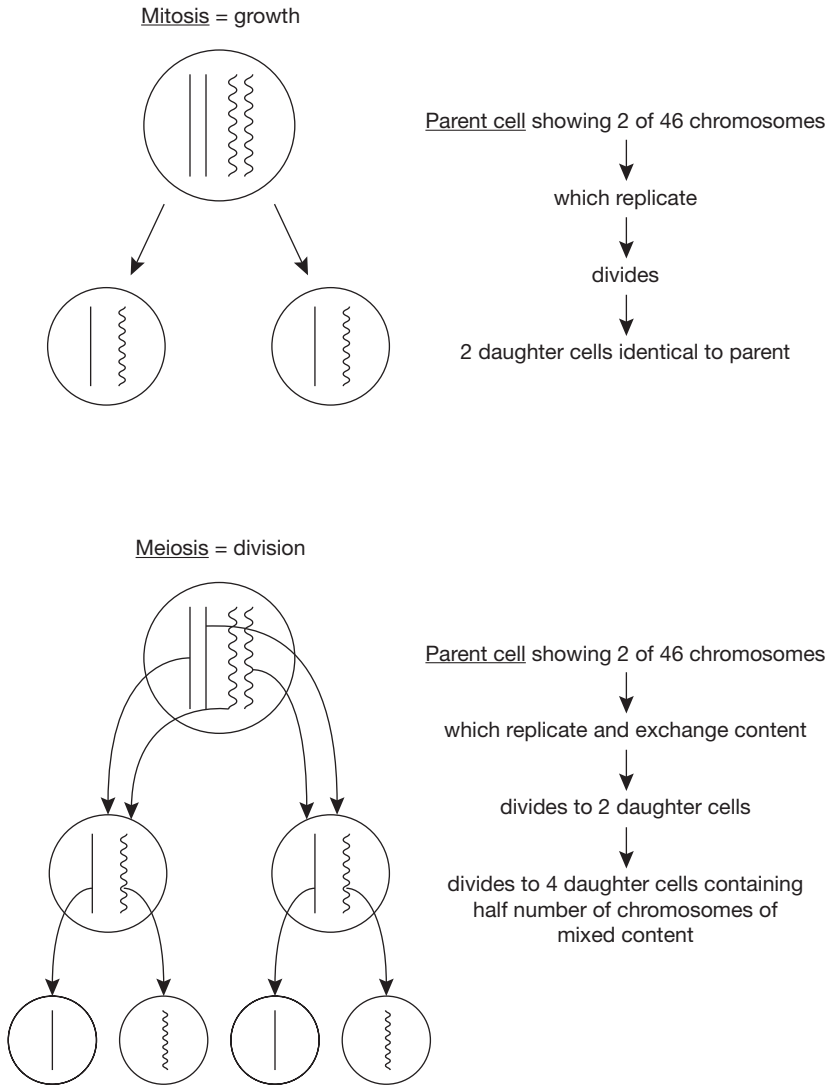 Mitosis = growth
Parent cell showing 2 of 46 chromosomes
which replicate
divides
2 daughter cells identical to parent
Meiosis = division
Parent cell showing 2 of 46 chromosomes
which replicate and exchange content
divides to 2 daughter cells
divides to 4 daughter cells containing
half number of chromosomes of
mixed content